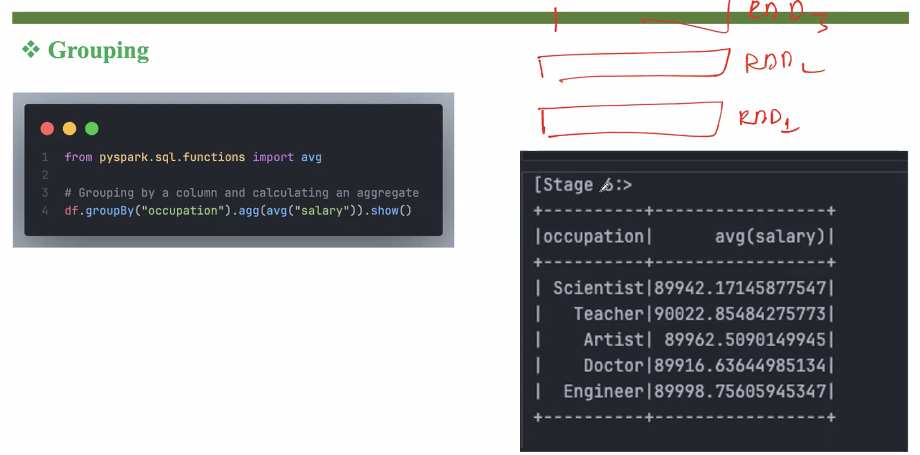 RDD3
❖ Grouping
RDD2
RDD1
1 from pyspark.sql.functions import avg
2
3 # Grouping by a column and calculating an aggregate
4 df.groupBy("occupation").agg(avg("salary")).show()
[Stage 6:>
+----------+-----------------+
|occupation|      avg(salary)|
+----------+-----------------+
| Scientist|89942.17145877547|
|   Teacher|90022.85484275773|
|    Artist| 89962.5090149945|
|    Doctor|89916.63644985134|
|  Engineer|89998.75605945347|
+----------+-----------------+